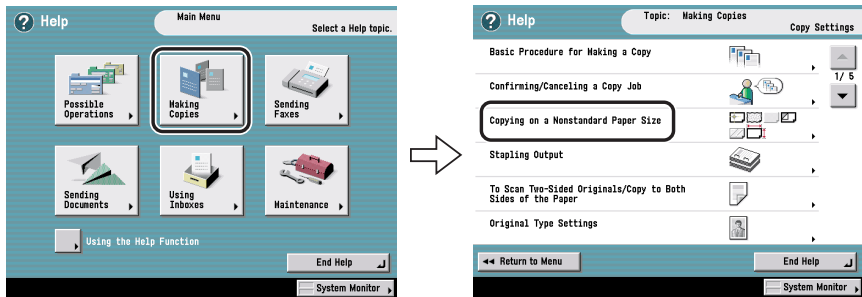 ? Help
Main Menu
Select a Help topic.
Possible
Operations
Making
Copies
Sending
Faxes
Sending
Documents
Using
Inboxes
Maintenance
Using the Help Function
End Help
System Monitor
? Help
Topic: Making Copies
Copy Settings
Basic Procedure for Making a Copy
1/ 5
Confirming/Canceling a Copy Job
Copying on a Nonstandard Paper Size
Stapling Output
To Scan Two-Sided Originals/Copy to Both
Sides of the Paper
Original Type Settings
Return to Menu
End Help
System Monitor